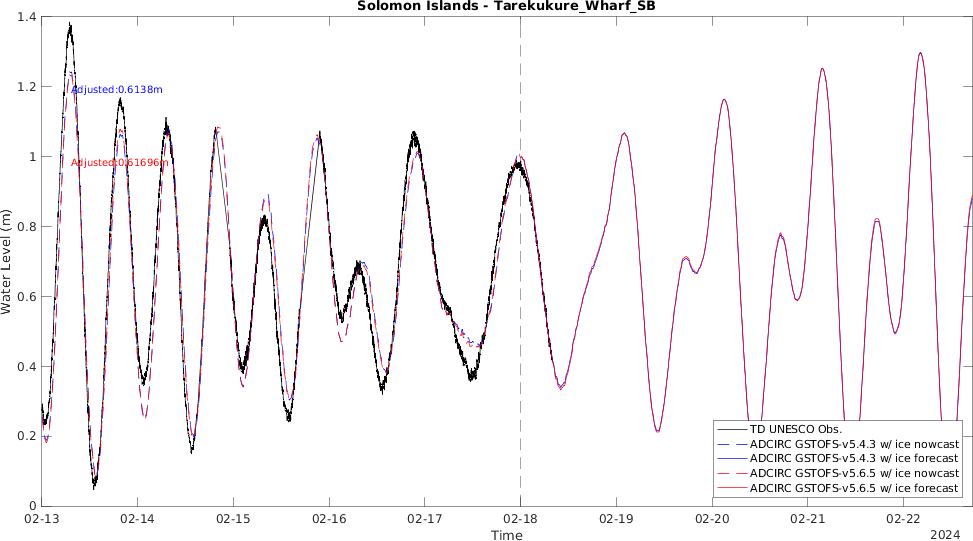 Solomon Islands - Tarekukure_Wharf_SB
Water Level (m)
1.4
1.2
1
0.8
0.6
0.4
0.2
0
Adjusted:0.6138m
Adjusted:0.61696m
TD UNESCO Obs.
ADCIRC GSTOFS-v5.4.3 w/ ice nowcast
ADCIRC GSTOFS-v5.4.3 w/ ice forecast
ADCIRC GSTOFS-v5.6.5 w/ ice nowcast
ADCIRC GSTOFS-v5.6.5 w/ ice forecast
02-13 02-14 02-15 02-16 02-17 02-18 02-19 02-20 02-21 02-22
Time
2024